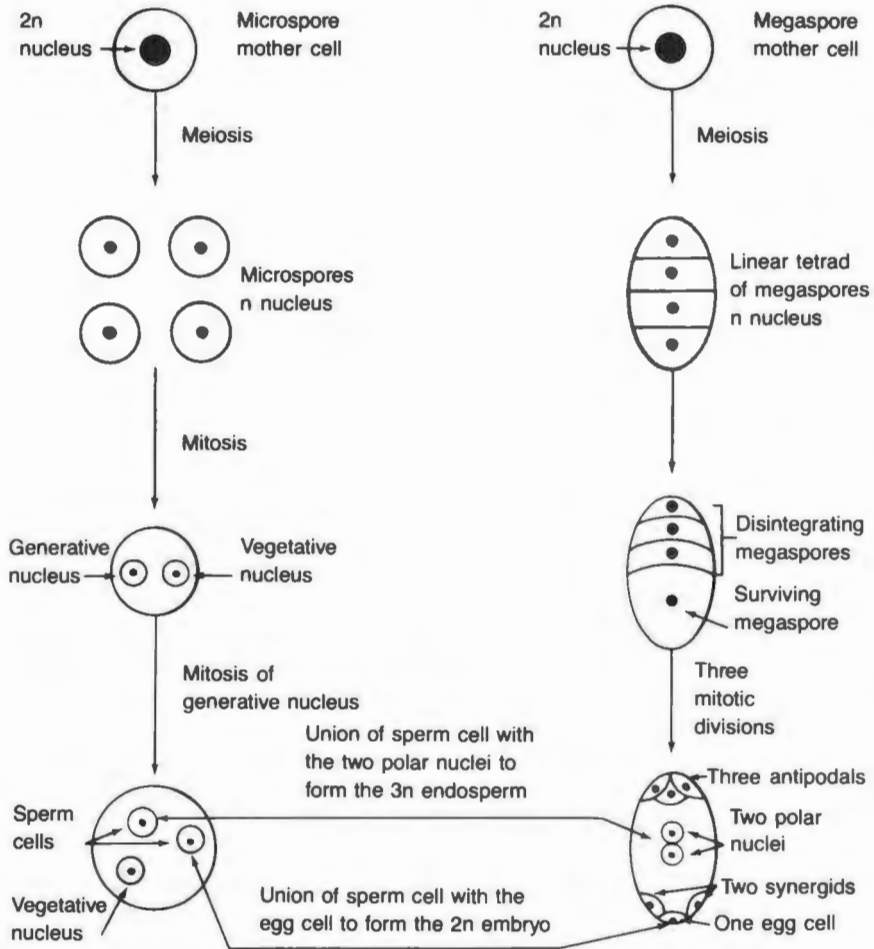 2n
nucleus
Microspore
mother cell
2n
nucleus
Megaspore
mother cell
Meiosis
Meiosis
Microspores
n nucleus
Linear tetrad
of megaspores
n nucleus
Mitosis
Generative
nucleus
Vegetative
nucleus
Disintegrating
megaspores
Surviving
megaspore
Mitosis of
generative nucleus
Three
mitotic
divisions
Union of sperm cell with
the two polar nuclei to
form the 3n endosperm
Three antipodals
Sperm
cells
Two polar
nuclei
Vegetative
nucleus
Union of sperm cell with the
egg cell to form the 2n embryo
Two synergids
One egg cell